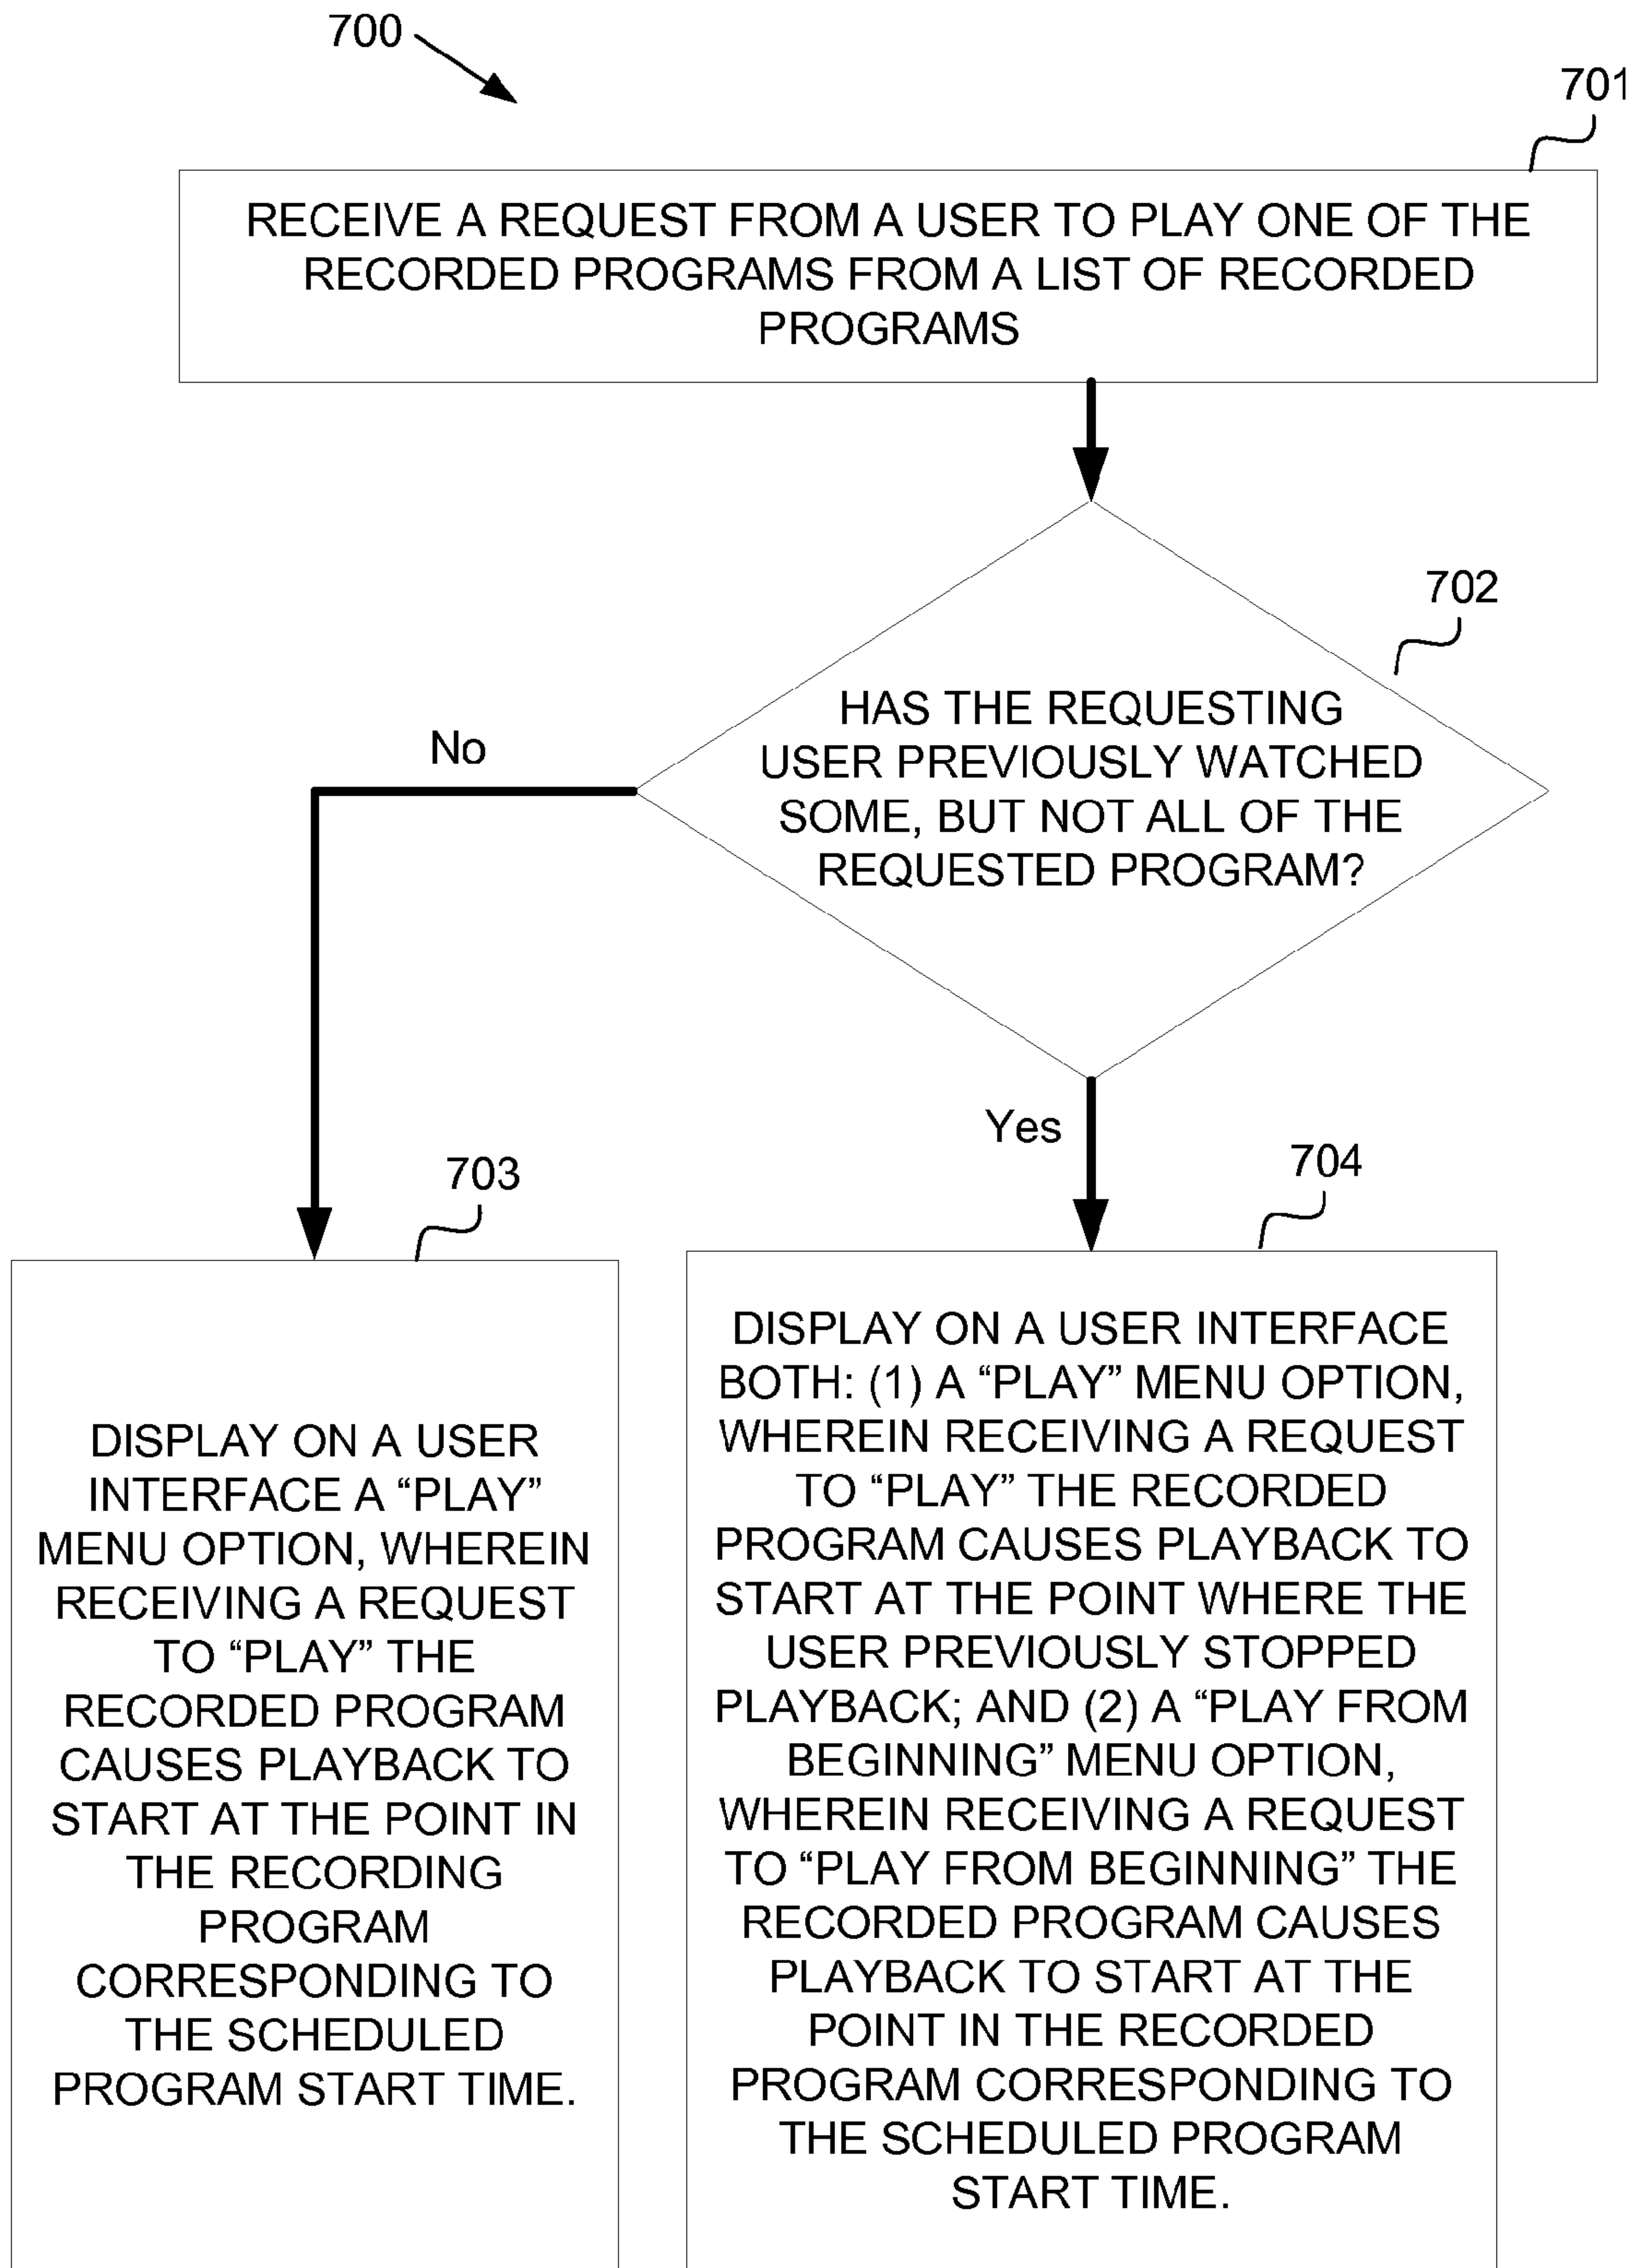 700
701
RECEIVE A REQUEST FROM A USER TO PLAY ONE OF THE
RECORDED PROGRAMS FROM A LIST OF RECORDED
PROGRAMS
702
HAS THE REQUESTING
USER PREVIOUSLY WATCHED
SOME, BUT NOT ALL OF THE
REQUESTED PROGRAM?
No
Yes
703
DISPLAY ON A USER
INTERFACE A “PLAY”
MENU OPTION, WHEREIN
RECEIVING A REQUEST
TO “PLAY” THE
RECORDED PROGRAM
CAUSES PLAYBACK TO
START AT THE POINT IN
THE RECORDING
PROGRAM
CORRESPONDING TO
THE SCHEDULED
PROGRAM START TIME.
704
DISPLAY ON A USER INTERFACE
BOTH: (1) A “PLAY” MENU OPTION,
WHEREIN RECEIVING A REQUEST
TO “PLAY” THE RECORDED
PROGRAM CAUSES PLAYBACK TO
START AT THE POINT WHERE THE
USER PREVIOUSLY STOPPED
PLAYBACK; AND (2) A “PLAY FROM
BEGINNING” MENU OPTION,
WHEREIN RECEIVING A REQUEST
TO “PLAY FROM BEGINNING” THE
RECORDED PROGRAM CAUSES
PLAYBACK TO START AT THE
POINT IN THE RECORDED
PROGRAM CORRESPONDING TO
THE SCHEDULED PROGRAM
START TIME.